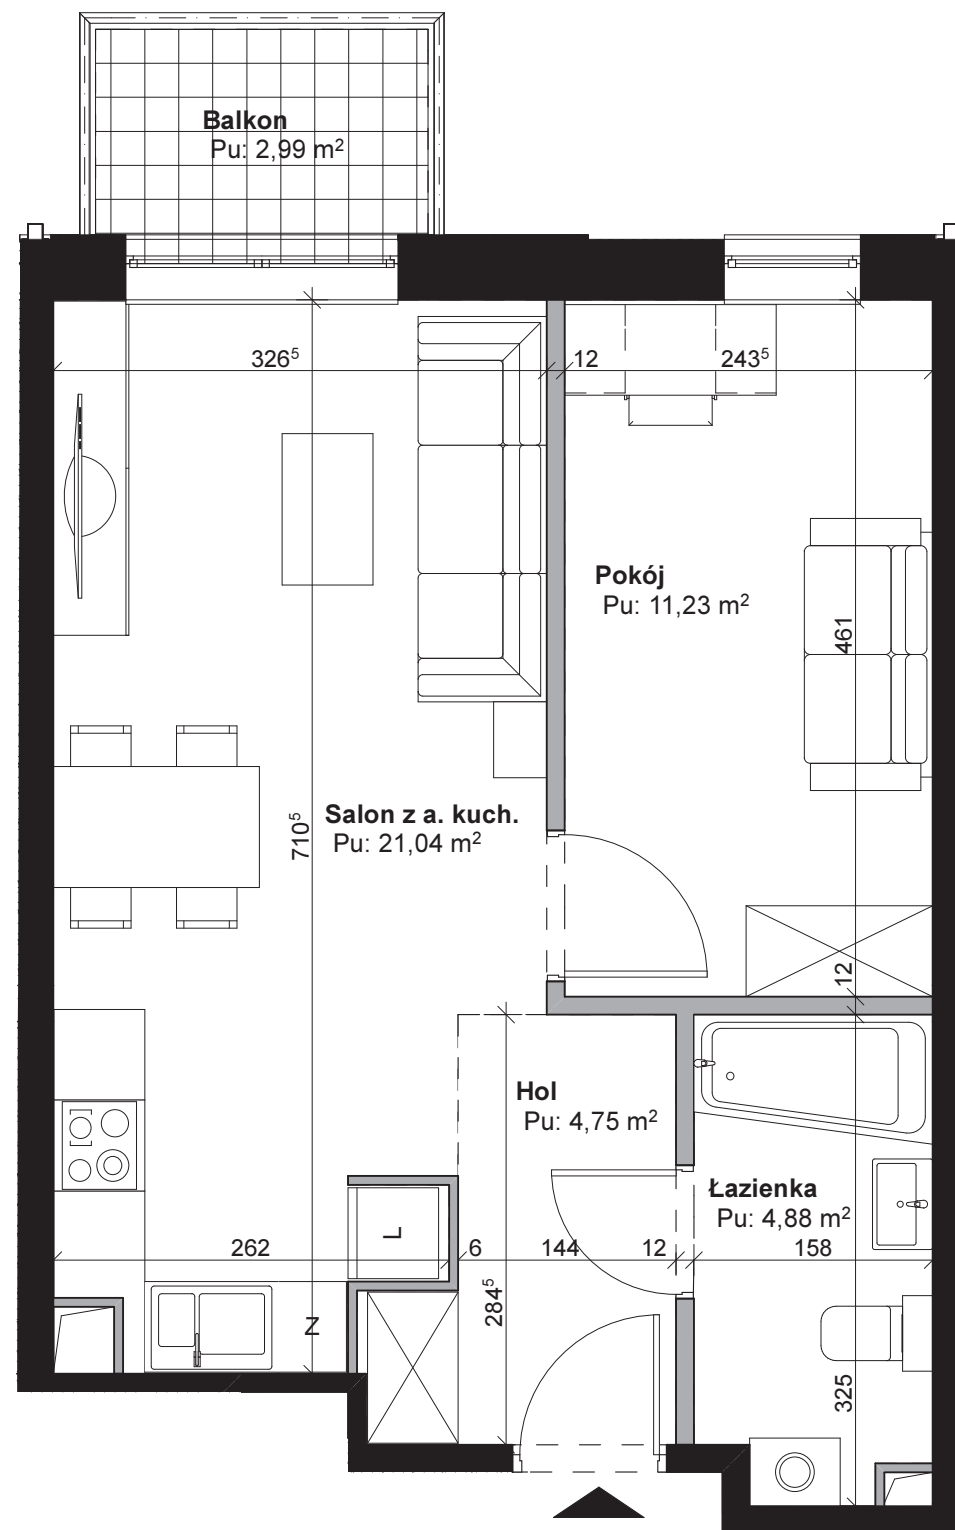 Balkon
Pu: 2,99 m²
326⁵
12
243⁵
Pokój
Pu: 11,23 m²
461
Salon z a. kuch.
Pu: 21,04 m²
710⁵
12
Hol
Pu: 4,75 m²
Łazienka
Pu: 4,88 m²
L
262
6
144
12
158
284⁵
Z
325